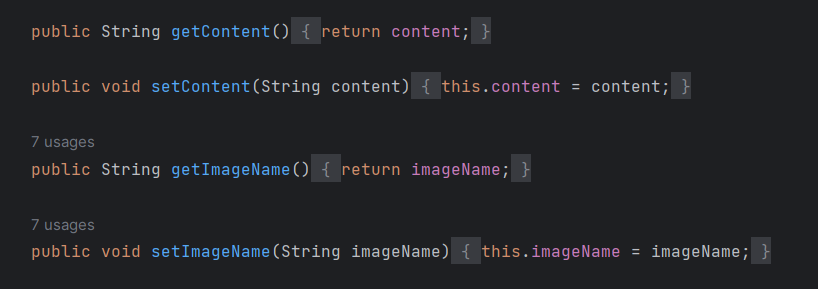 public String getContent() { return content; }
public void setContent(String content) { this.content = content; }
7 usages
public String getImageName() { return imageName; }
7 usages
public void setImageName(String imageName) { this.imageName = imageName; }